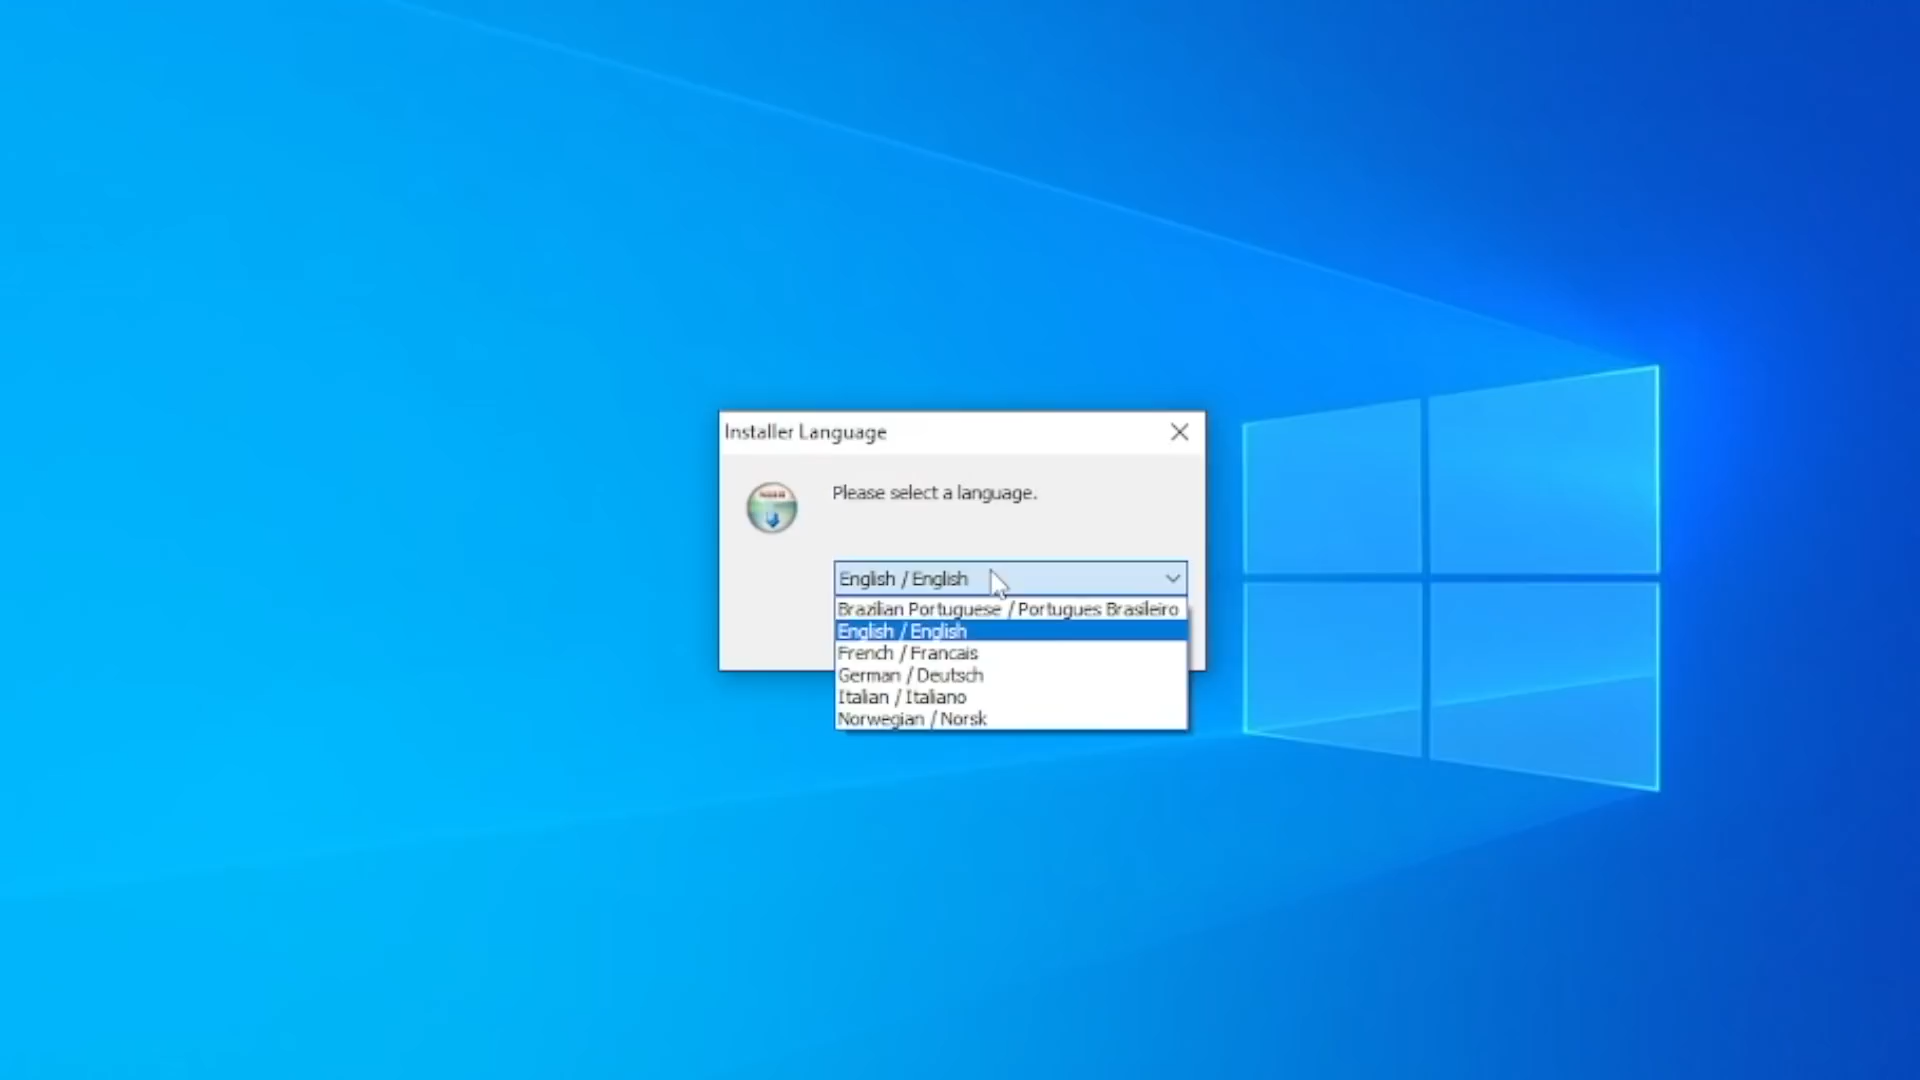 Installer Language
Please select a language.
English / English
Brazilian Portuguese / Portugues Brasileiro
English / English
French / Francais
German / Deutsch
Italian / Italiano
Norwegian / Norsk